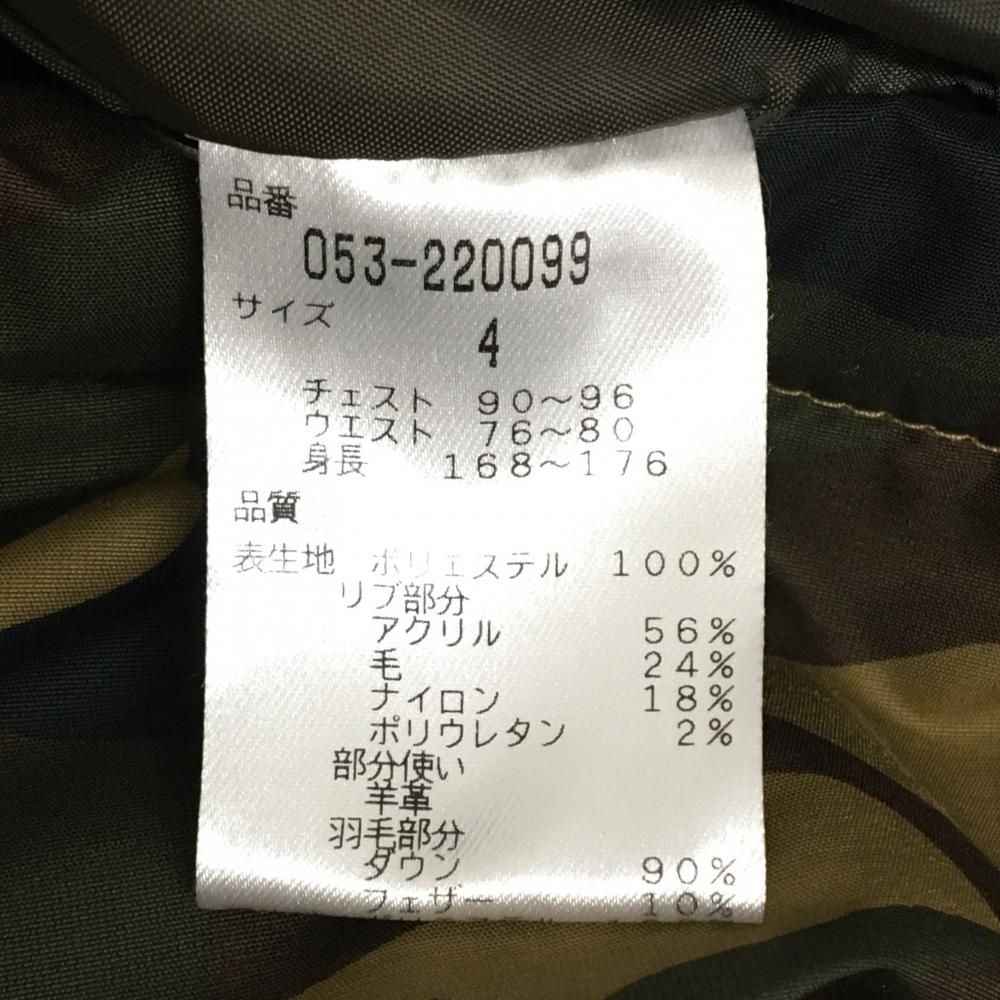 品番
053-220099
サイズ
4
チェスト 90～96
ウエスト 76～80
身長 168～176
品質
表生地 ポリエステル 100%
リブ部分
アクリル 56%
毛 24%
ナイロン 18%
ポリウレタン 2%
部分使い
羊革
羽毛部分
ダウン 90%
フェザー 10%